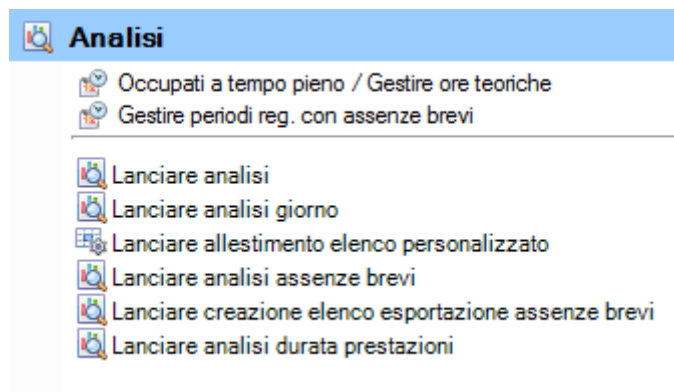 Analisi
Occupati a tempo pieno / Gestire ore teoriche
Gestire periodi reg. con assenze brevi
Lanciare analisi
Lanciare analisi giorno
Lanciare allestimento elenco personalizzato
Lanciare analisi assenze brevi
Lanciare creazione elenco esportazione assenze brevi
Lanciare analisi durata prestazioni